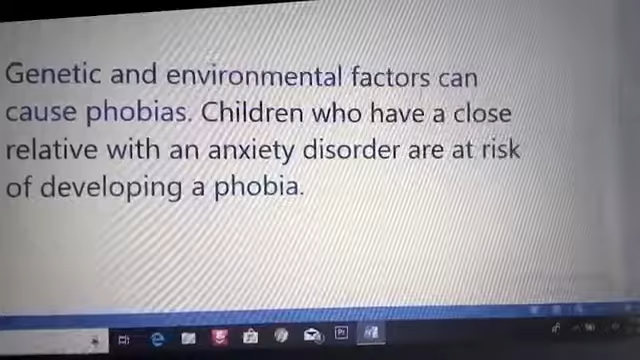 Genetic and environmental factors can
cause phobias. Children who have a close
relative with an anxiety disorder are at risk
of developing a phobia.